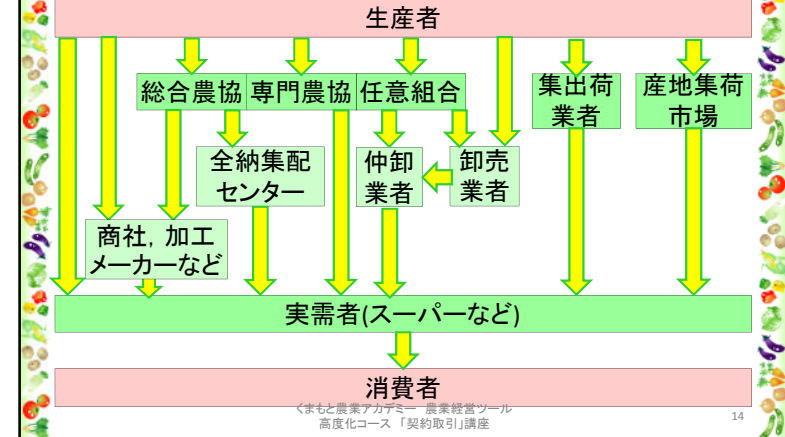 生産者
総合農協
専門農協
任意組合
集出荷
業者
産地集荷
市場
全納集配
センター
仲卸
業者
卸売
業者
商社，加工
メーカーなど
実需者(スーパーなど)
消費者
くまもと農業アカデミー　農業経営ツール
高度化コース 「契約取引」講座
14